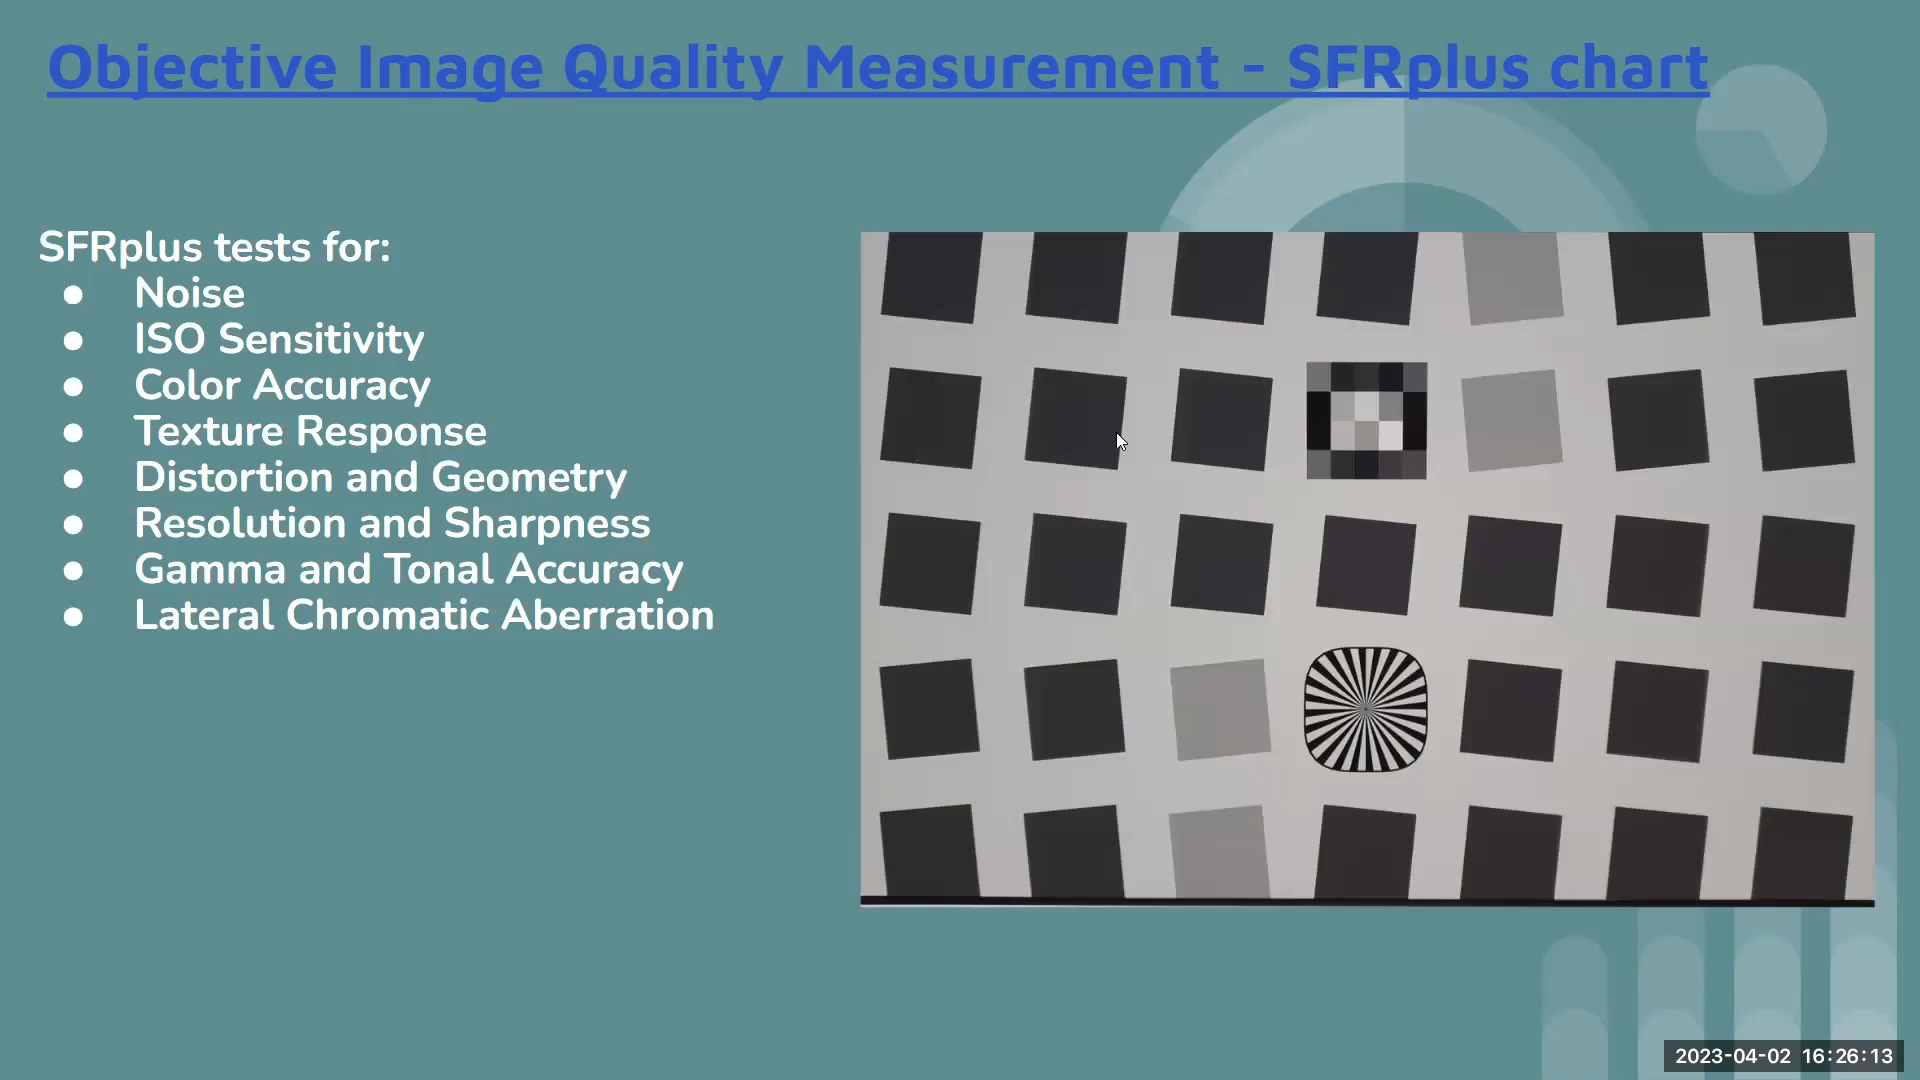 Objective Image Quality Measurement - SFRplus chart
SFRplus tests for:
● Noise
● ISO Sensitivity
● Color Accuracy
● Texture Response
● Distortion and Geometry
● Resolution and Sharpness
● Gamma and Tonal Accuracy
● Lateral Chromatic Aberration
2023-04-02 16:26:13